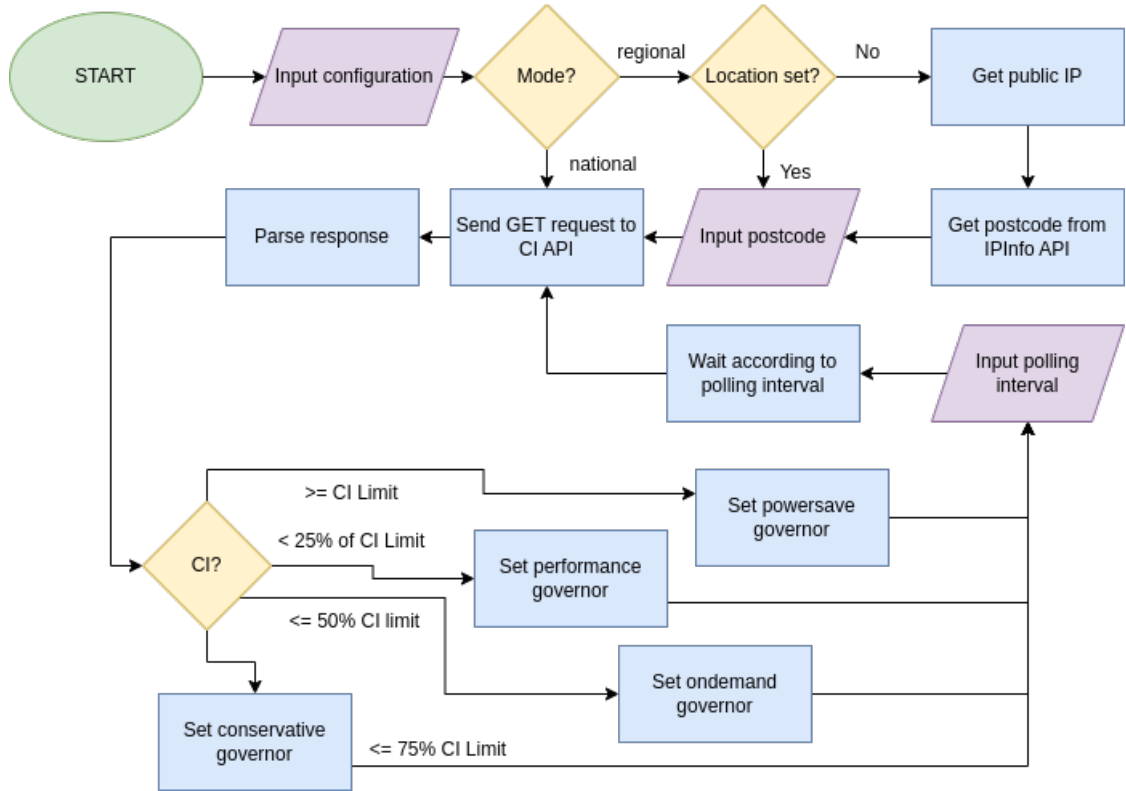 START
Input configuration
Mode?
regional
Location set?
No
Get public IP
national
Yes
Parse response
Send GET request to
CI API
Input postcode
Get postcode from
IPInfo API
Wait according to
polling interval
Input polling
interval
>= CI Limit
Set powersave
governor
< 25% of CI Limit
CI?
Set performance
governor
<= 50% CI limit
Set ondemand
governor
Set conservative
governor
<= 75% CI Limit